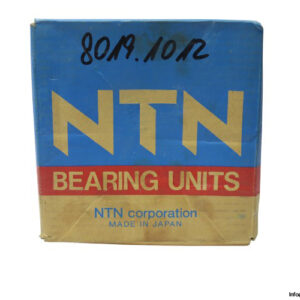 8019.1012
NTN
BEARING UNITS
NTN corporation
MADE IN JAPAN